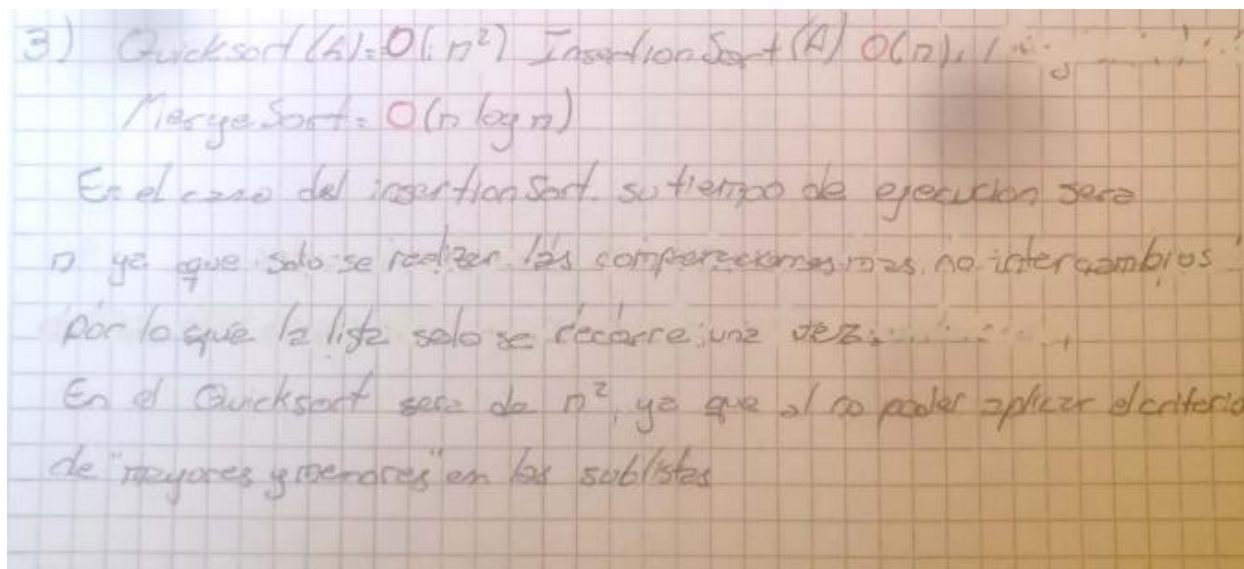 3) Quicksort (A)= O( n²) InsertionSort (A) O(n)
MergeSort= O(n log n)
En el caso del insertionSort su tiempo de ejecucion sera
n ya que solo se realizan las comparaciones mas no intercambios
por lo que la lista solo se recorre una vez
En el Quicksort sera de n², ya que al no poder aplicar el criterio
de "mayores y menores" en las sublistas